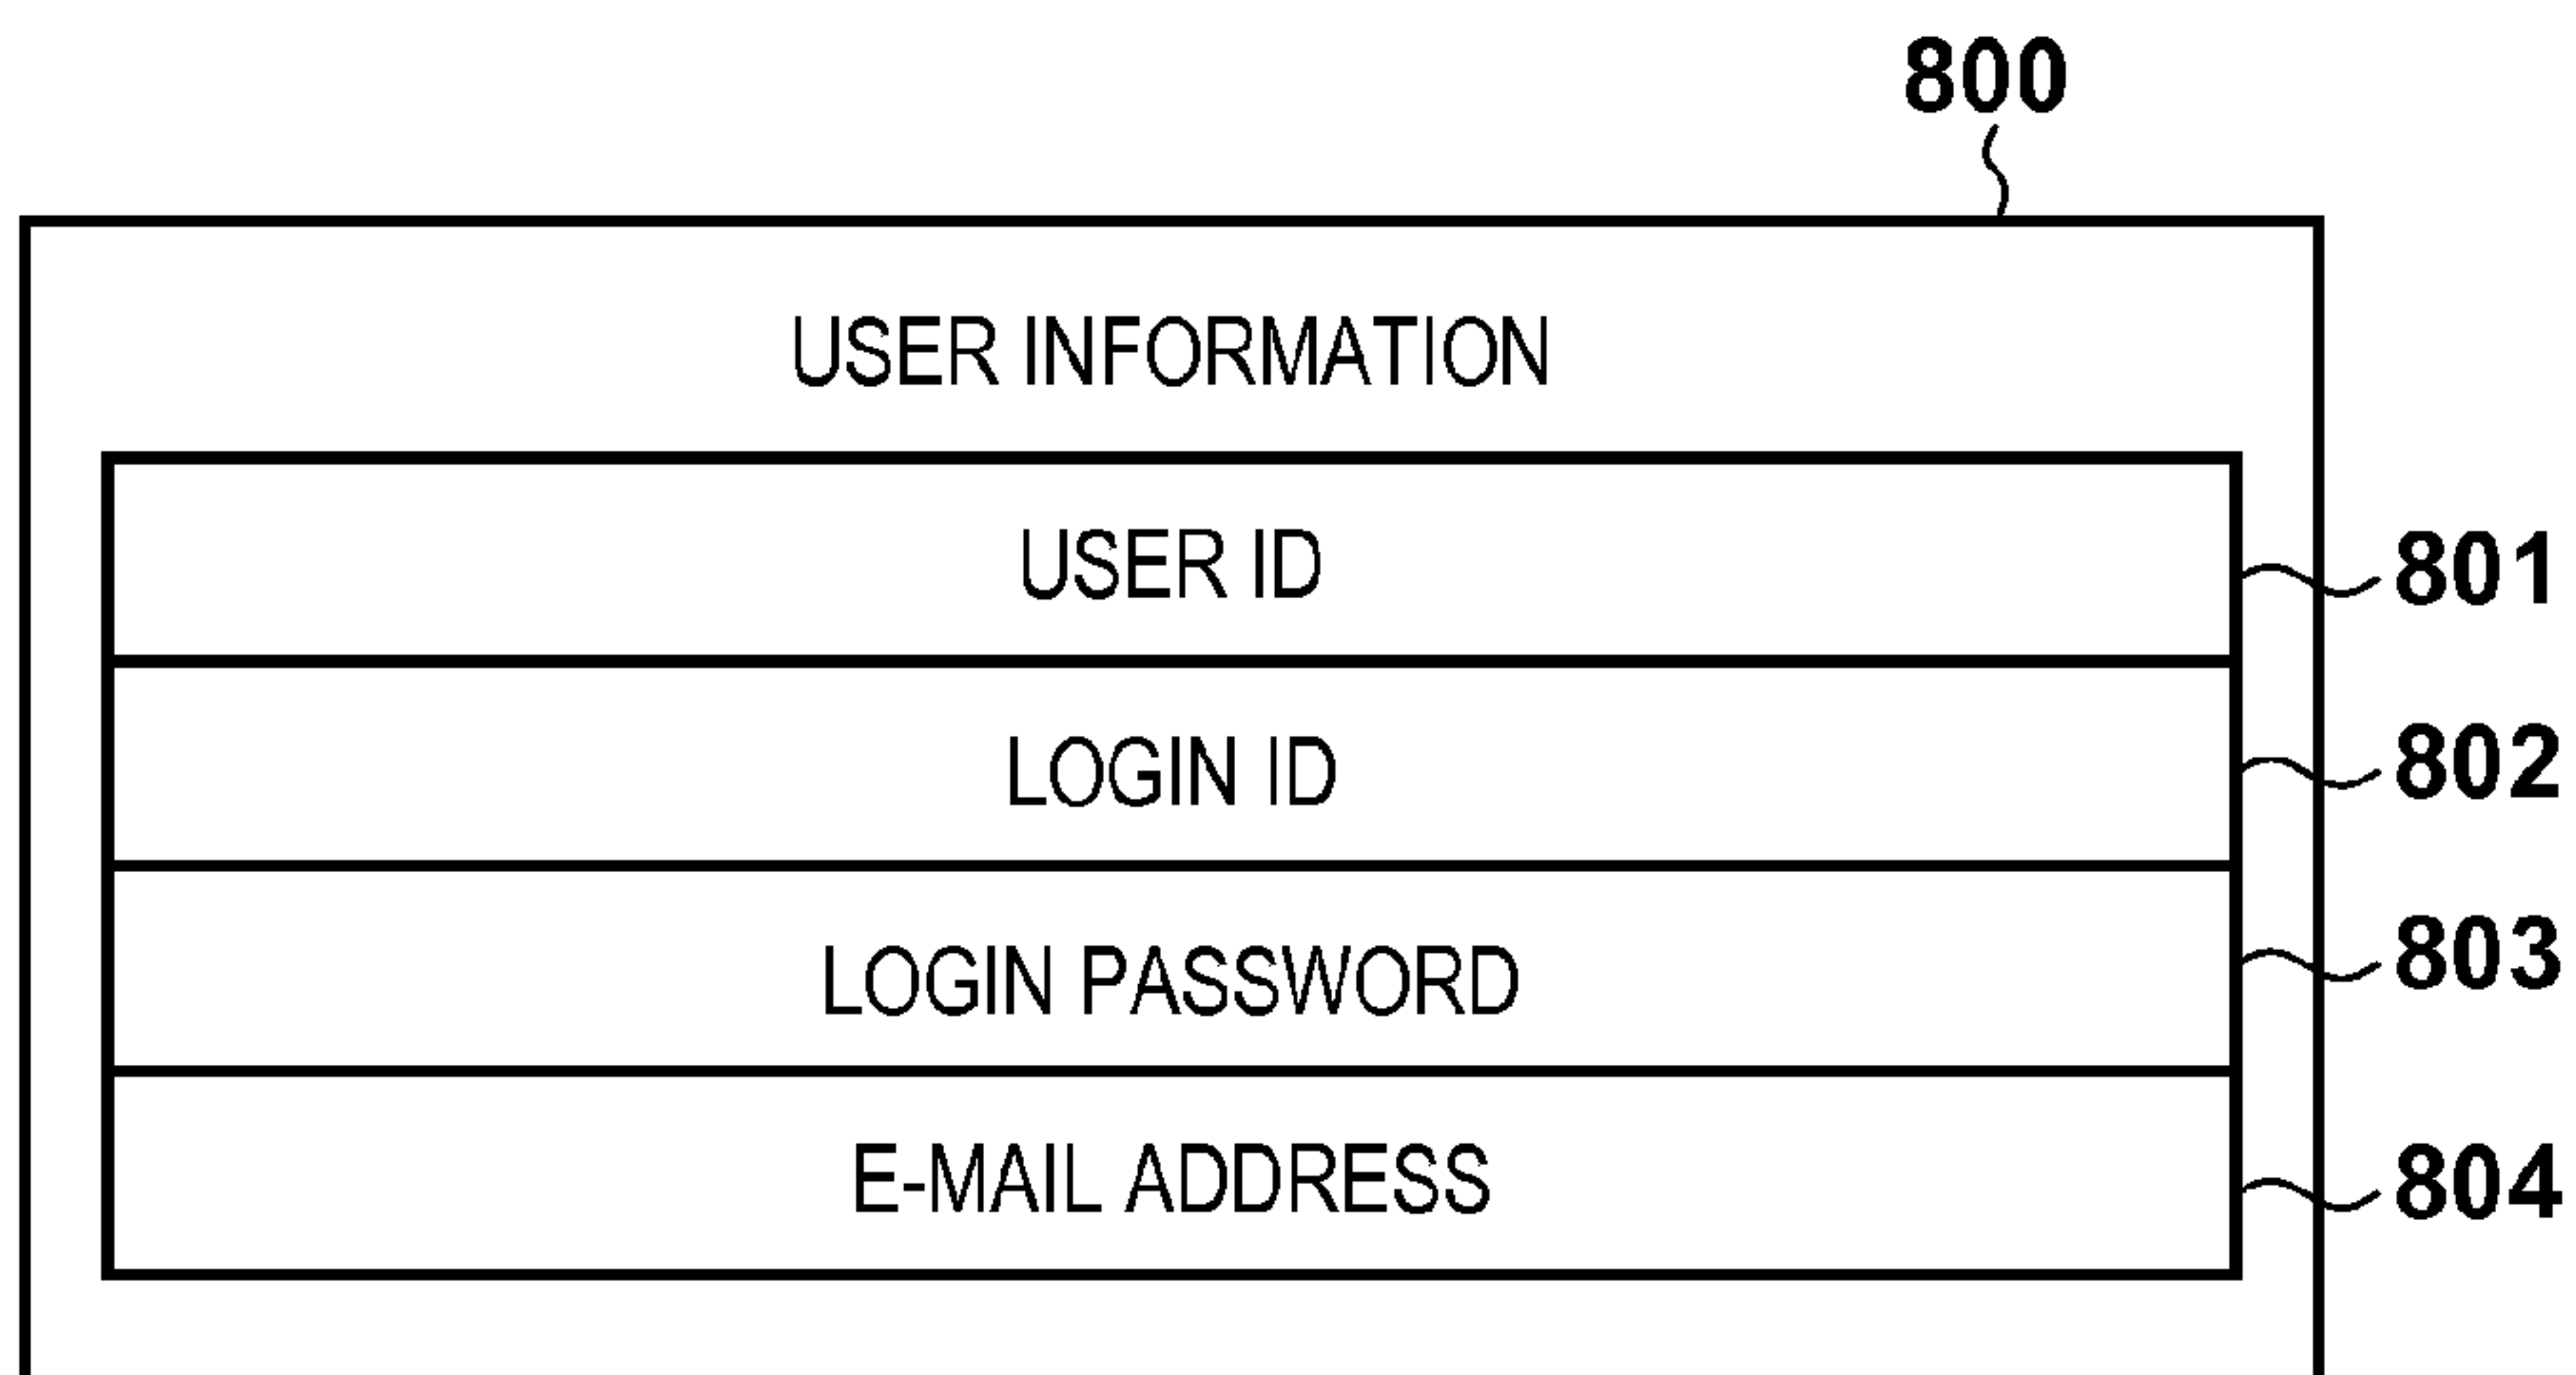 800
USER INFORMATION
USER ID 801
LOGIN ID 802
LOGIN PASSWORD 803
E-MAIL ADDRESS 804